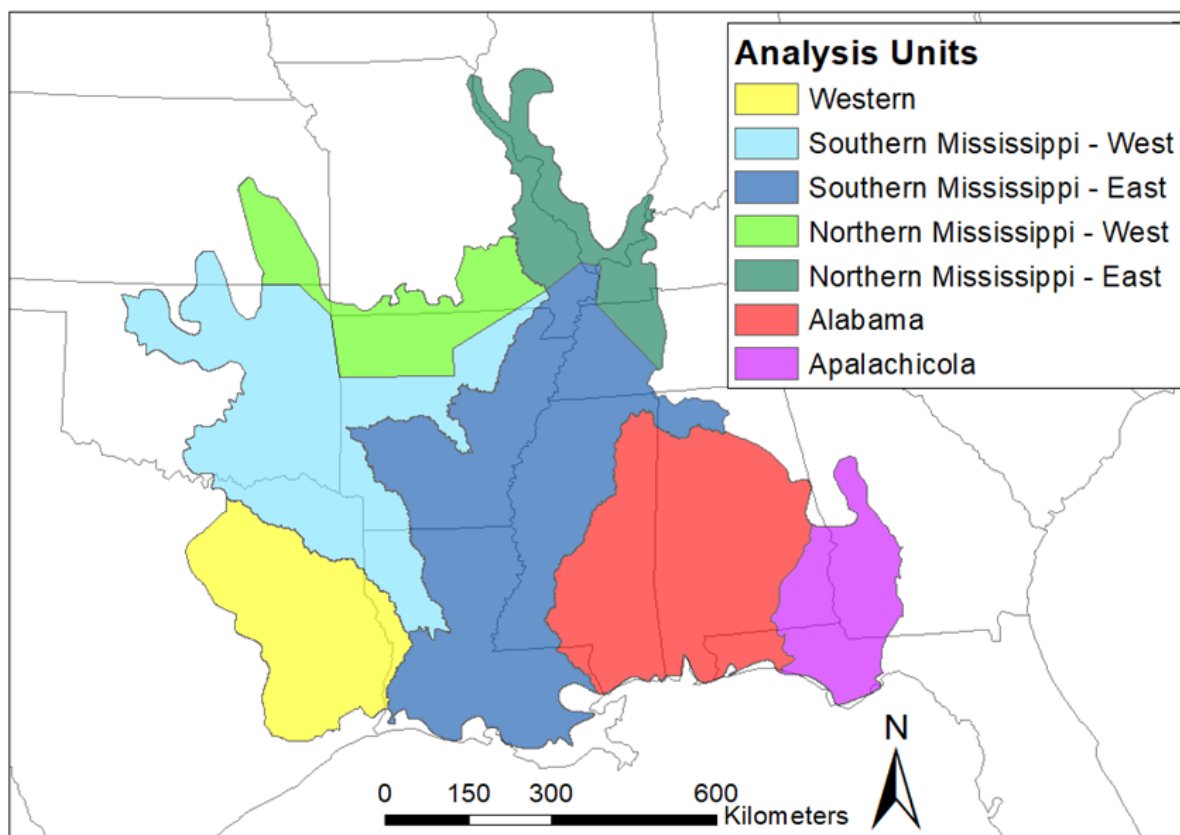 Analysis Units
Western
Southern Mississippi - West
Southern Mississippi - East
Northern Mississippi - West
Northern Mississippi - East
Alabama
Apalachicola
N
0 150 300 600
Kilometers